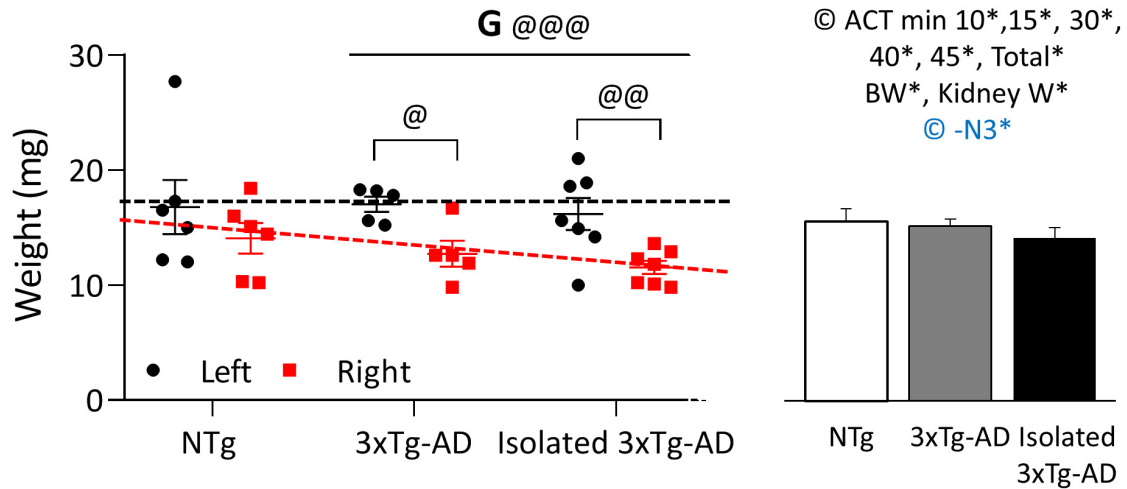 G @@@
© ACT min 10*,15*, 30*,
40*, 45*, Total*
BW*, Kidney W*
© -N3*
30
@
@@
20
Weight (mg)
10
Left
Right
0
NTg
3xTg-AD
Isolated 3xTg-AD
NTg
3xTg-AD
Isolated
3xTg-AD